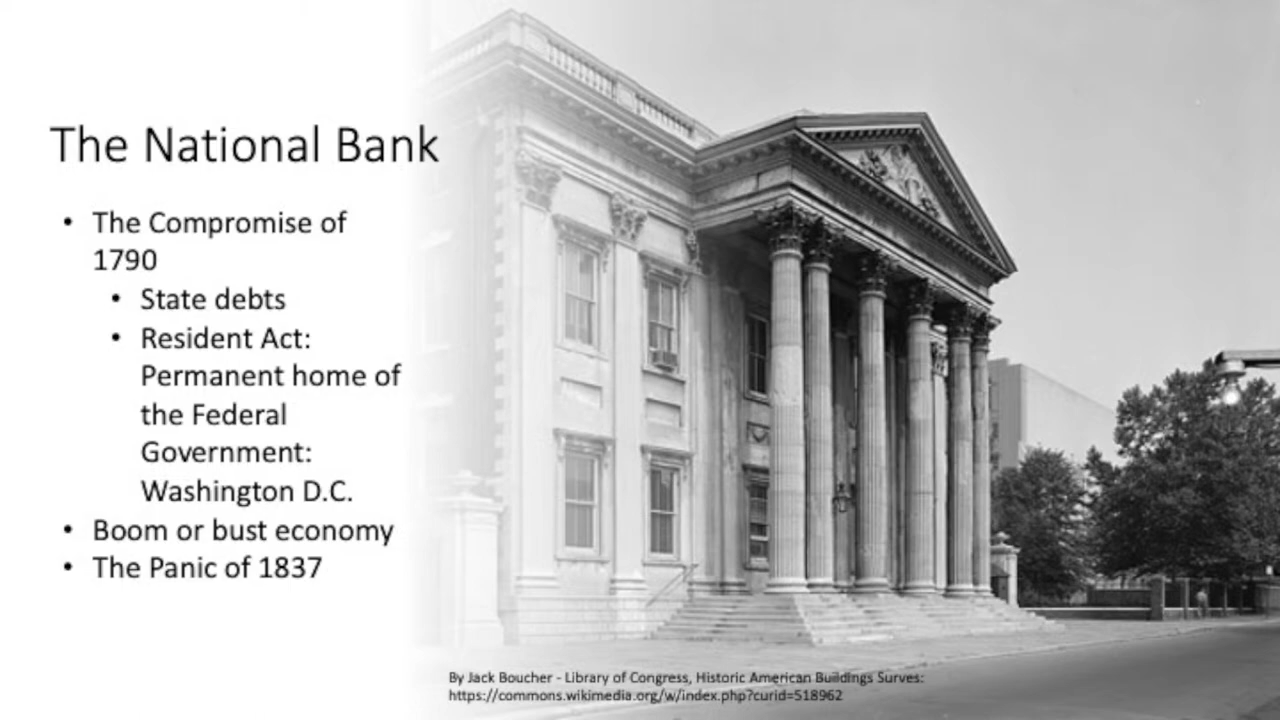 The National Bank
• The Compromise of
1790
• State debts
• Resident Act:
Permanent home of
the Federal
Government:
Washington D.C.
• Boom or bust economy
• The Panic of 1837
By Jack Boucher - Library of Congress, Historic American Buildings Surves:
https://commons.wikimedia.org/w/index.php?curid=518962